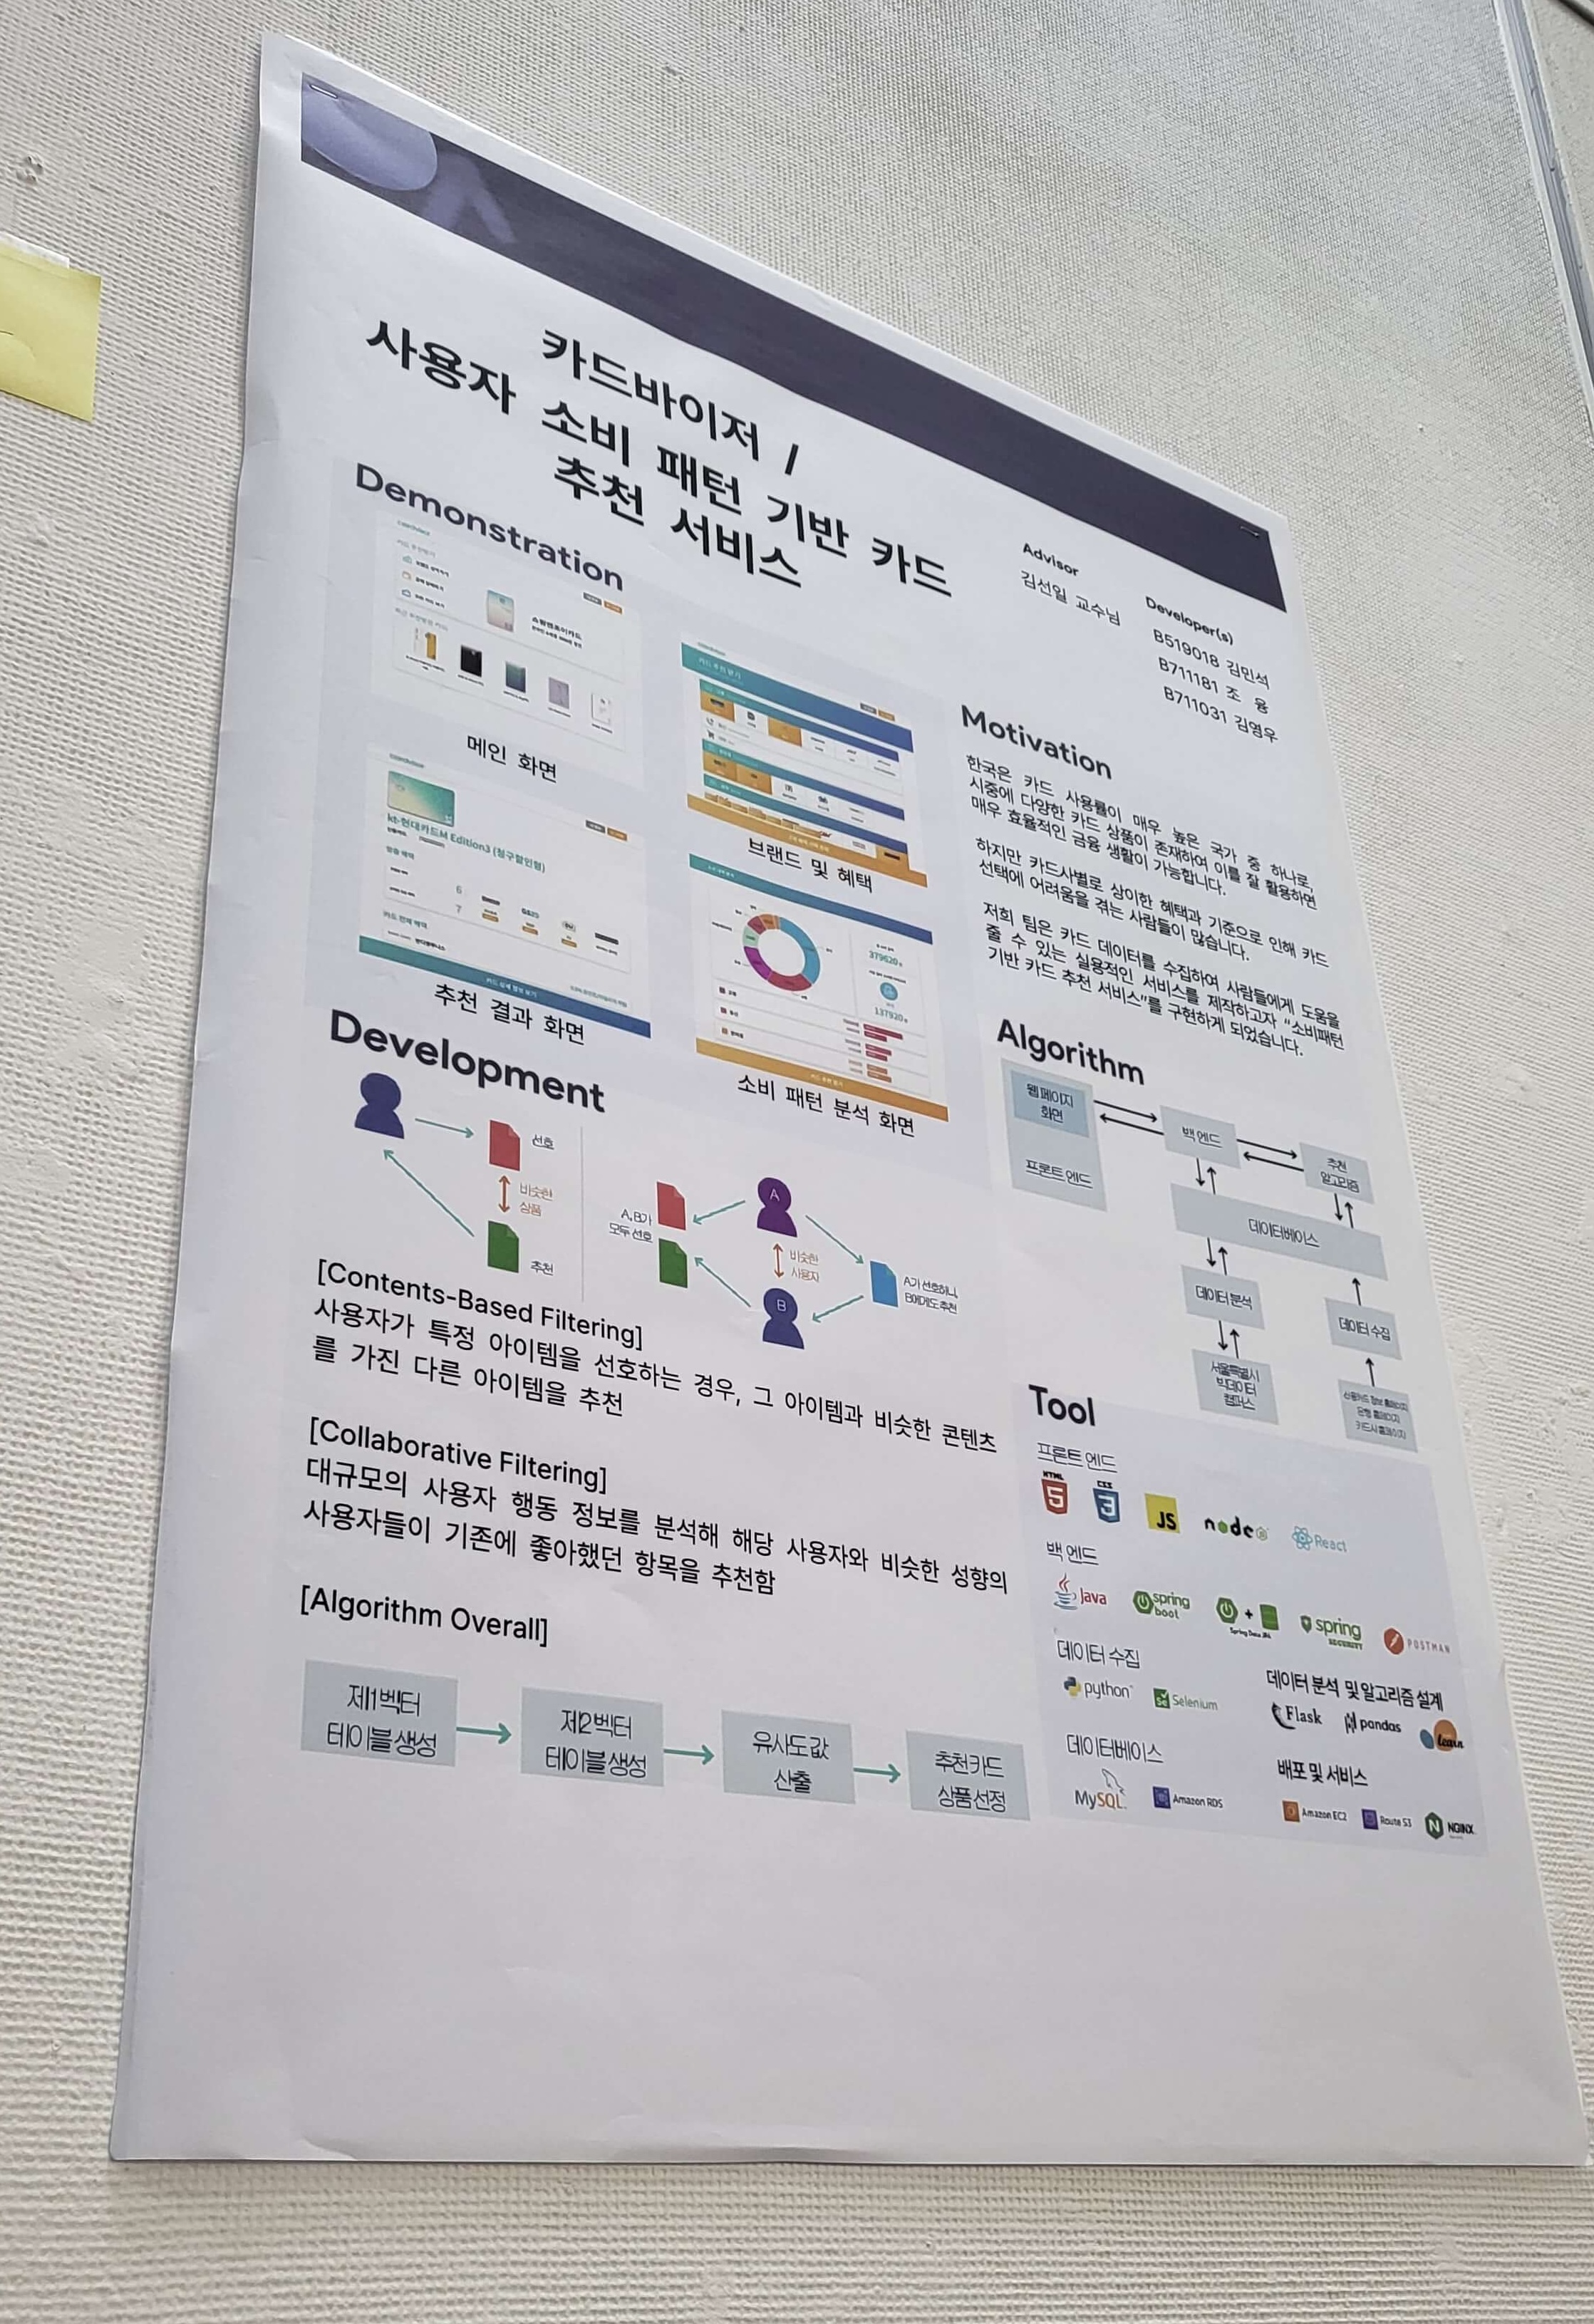 카드바이저 /
사용자 소비 패턴 기반 카드
추천 서비스
Advisor
김선일 교수님
Developer(s)
B519018 김민석
B711181 조 융
B711031 김영우
Demonstration
메인 화면
브랜드 및 혜택
kt-현대카드M Edition3 (청구할인형)
추천 결과 화면
379620
137920
소비 패턴 분석 화면
Motivation
한국은 카드 사용률이 매우 높은 국가 중 하나로,
시중에 다양한 카드 상품이 존재하여 이를 잘 활용하면
매우 효율적인 금융 생활이 가능합니다.
하지만 카드사별로 상이한 혜택과 기준으로 인해 카드
선택에 어려움을 겪는 사람들이 많습니다.
저희 팀은 카드 데이터를 수집하여 사람들에게 도움을
줄 수 있는 실용적인 서비스를 제작하고자 "소비패턴
기반 카드 추천 서비스"를 구현하게 되었습니다.
Development
선호
비슷한
상품
추천
A, B가
모두 선호
A
비슷한
사용자
B
A가 선호하니,
B에게도 추천
[Contents-Based Filtering]
사용자가 특정 아이템을 선호하는 경우, 그 아이템과 비슷한 콘텐츠
를 가진 다른 아이템을 추천
[Collaborative Filtering]
대규모의 사용자 행동 정보를 분석해 해당 사용자와 비슷한 성향의
사용자들이 기존에 좋아했던 항목을 추천함
[Algorithm Overall]
제1벡터
테이블 생성
제2벡터
테이블 생성
유사도 값
산출
추천 카드
상품 선정
Algorithm
웹 페이지
화면
프론트 엔드
백 엔드
추천
알고리즘
데이터베이스
데이터 분석
데이터 수집
서울특별시
빅데이터
캠퍼스
신용카드 정보 홈페이지
은행 홈페이지
카드사 홈페이지
Tool
프론트 엔드
HTML 5
CSS 3
JS
node
React
백 엔드
Java
spring boot
+
Spring Data JPA
spring SECURITY
POSTMAN
데이터 수집
python
Se Selenium
데이터 분석 및 알고리즘 설계
Flask
pandas
learn
데이터베이스
MySQL
Amazon RDS
배포 및 서비스
Amazon EC2
Route 53
N NGINX